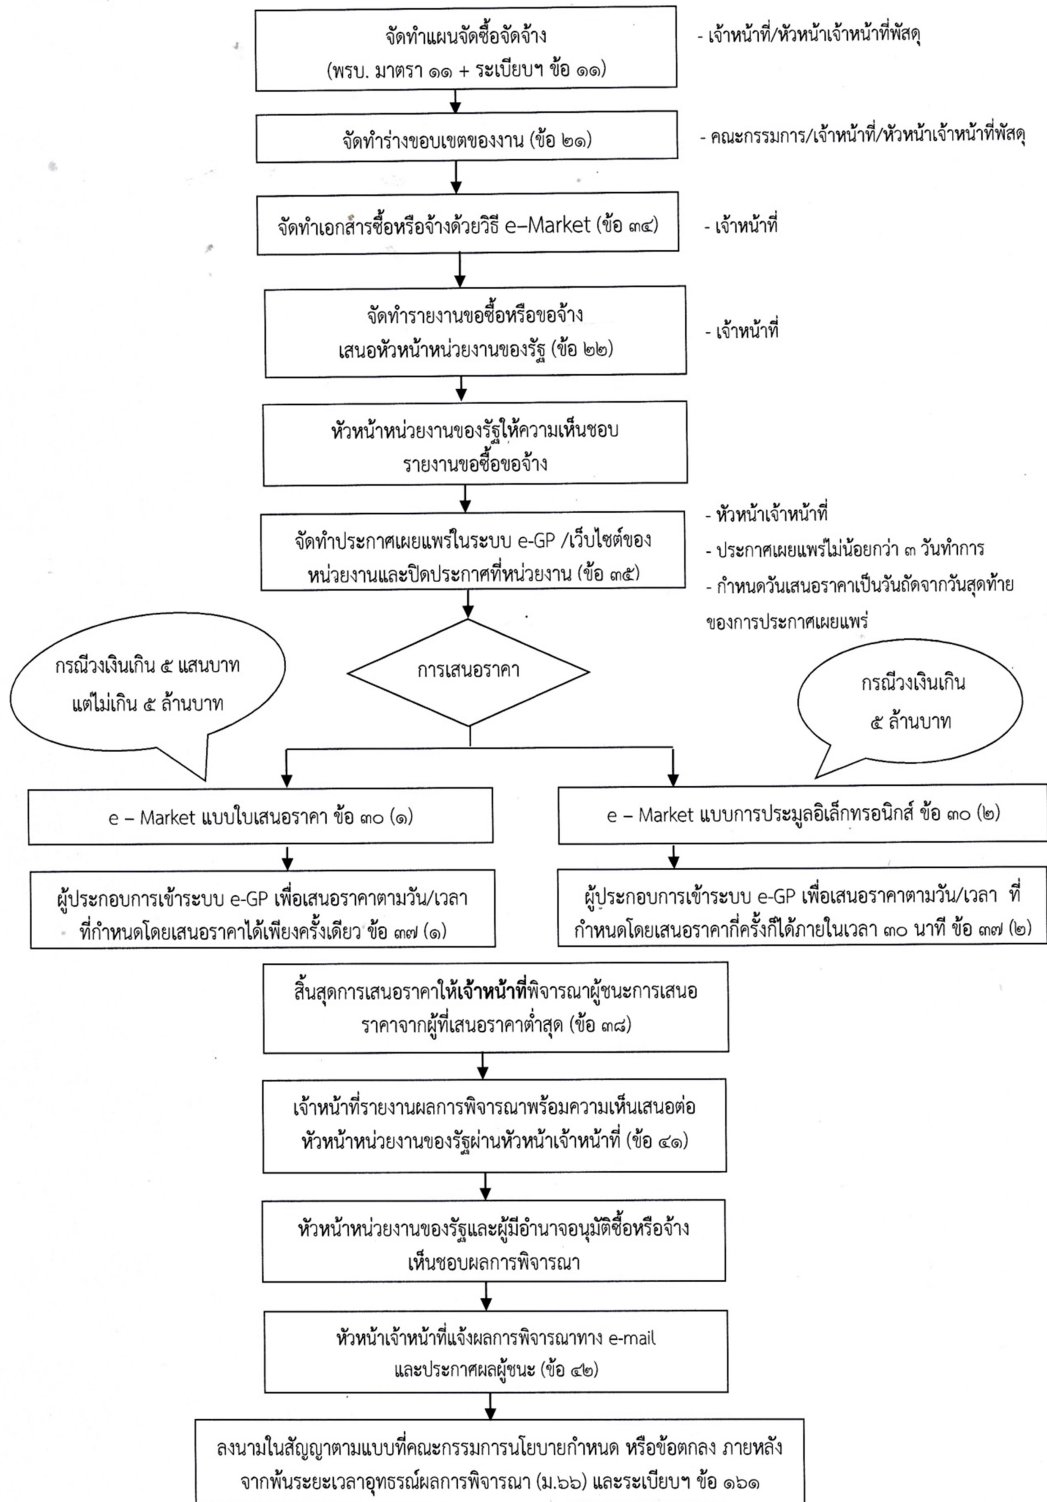 จัดทำแผนจัดซื้อจัดจ้าง
(พรบ. มาตรา ๑๑ + ระเบียบฯ ข้อ ๑๑)
- เจ้าหน้าที่/หัวหน้าเจ้าหน้าที่พัสดุ
จัดทำร่างขอบเขตของงาน (ข้อ ๒๑)
- คณะกรรมการ/เจ้าหน้าที่/หัวหน้าเจ้าหน้าที่พัสดุ
จัดทำเอกสารซื้อหรือจ้างด้วยวิธี e–Market (ข้อ ๓๔)
- เจ้าหน้าที่
จัดทำรายงานขอซื้อหรือขอจ้าง
เสนอหัวหน้าหน่วยงานของรัฐ (ข้อ ๒๒)
- เจ้าหน้าที่
หัวหน้าหน่วยงานของรัฐให้ความเห็นชอบ
รายงานขอซื้อขอจ้าง
จัดทำประกาศเผยแพร่ในระบบ e-GP /เว็บไซต์ของ
หน่วยงานและปิดประกาศที่หน่วยงาน (ข้อ ๓๕)
- หัวหน้าเจ้าหน้าที่
- ประกาศเผยแพร่ไม่น้อยกว่า ๓ วันทำการ
- กำหนดวันเสนอราคาเป็นวันถัดจากวันสุดท้าย
ของการประกาศเผยแพร่
การเสนอราคา
กรณีวงเงินเกิน ๕ แสนบาท
แต่ไม่เกิน ๕ ล้านบาท
กรณีวงเงินเกิน
๕ ล้านบาท
e – Market แบบใบเสนอราคา ข้อ ๓๐ (๑)
e – Market แบบการประมูลอิเล็กทรอนิกส์ ข้อ ๓๐ (๒)
ผู้ประกอบการเข้าระบบ e-GP เพื่อเสนอราคาตามวัน/เวลา
ที่กำหนดโดยเสนอราคาได้เพียงครั้งเดียว ข้อ ๓๗ (๑)
ผู้ประกอบการเข้าระบบ e-GP เพื่อเสนอราคาตามวัน/เวลา ที่
กำหนดโดยเสนอราคากี่ครั้งก็ได้ภายในเวลา ๓๐ นาที ข้อ ๓๗ (๒)
สิ้นสุดการเสนอราคาให้เจ้าหน้าที่พิจารณาผู้ชนะการเสนอ
ราคาจากผู้ที่เสนอราคาต่ำสุด (ข้อ ๓๘)
เจ้าหน้าที่รายงานผลการพิจารณาพร้อมความเห็นเสนอต่อ
หัวหน้าหน่วยงานของรัฐผ่านหัวหน้าเจ้าหน้าที่ (ข้อ ๔๑)
หัวหน้าหน่วยงานของรัฐและผู้มีอำนาจอนุมัติซื้อหรือจ้าง
เห็นชอบผลการพิจารณา
หัวหน้าเจ้าหน้าที่แจ้งผลการพิจารณาทาง e-mail
และประกาศผลผู้ชนะ (ข้อ ๔๒)
ลงนามในสัญญาตามแบบที่คณะกรรมการนโยบายกำหนด หรือข้อตกลง ภายหลัง
จากพ้นระยะเวลาอุทธรณ์ผลการพิจารณา (ม.๖๖) และระเบียบฯ ข้อ ๑๖๑